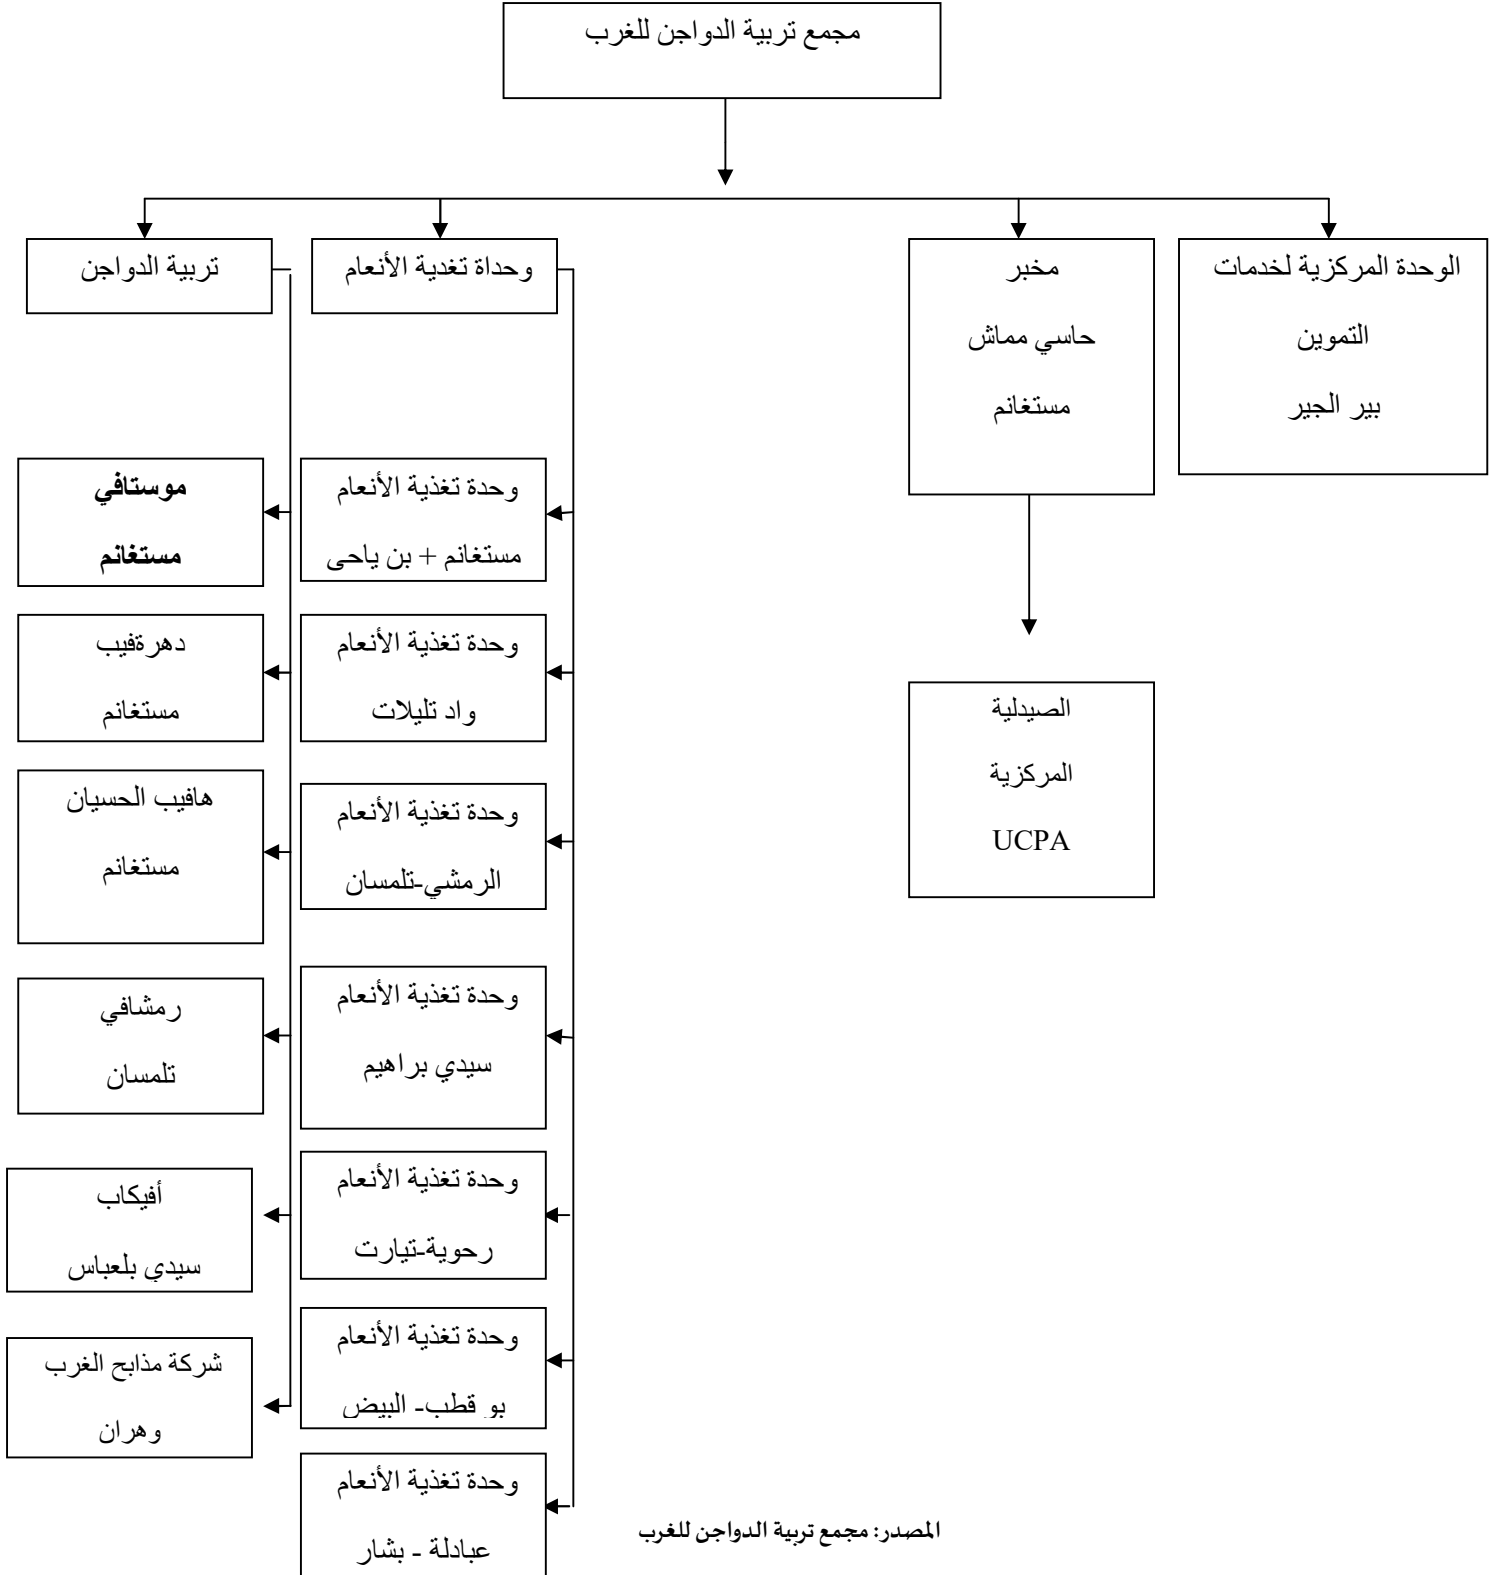 مجمع تربية الدواجن للغرب
الوحدة المركزية لخدمات
التموين
بير الجير
مخبر
حاسي مماش
مستغانم
وحداة تغدية الأنعام
تربية الدواجن
الصيدلية
المركزية
UCPA
وحدة تغذية الأنعام
مستغانم + بن ياحى
وحدة تغذية الأنعام
واد تليلات
وحدة تغذية الأنعام
الرمشي-تلمسان
وحدة تغذية الأنعام
سيدي براهيم
وحدة تغذية الأنعام
رحوية-تيارت
وحدة تغذية الأنعام
بو قطب- البيض
وحدة تغذية الأنعام
عبادلة - بشار
موستافي
مستغانم
دهرةفيب
مستغانم
هافيب الحسيان
مستغانم
رمشافي
تلمسان
أفيكاب
سيدي بلعباس
شركة مذابح الغرب
وهران
المصدر: مجمع تربية الدواجن للغرب